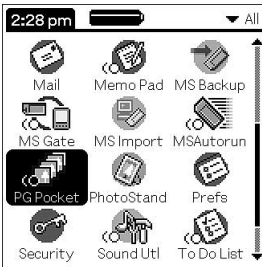 2:28 pm All
Mail Memo Pad MS Backup
MS Gate MS Import MSAutorun
PG Pocket PhotoStand Prefs
Security Sound Utl To Do List